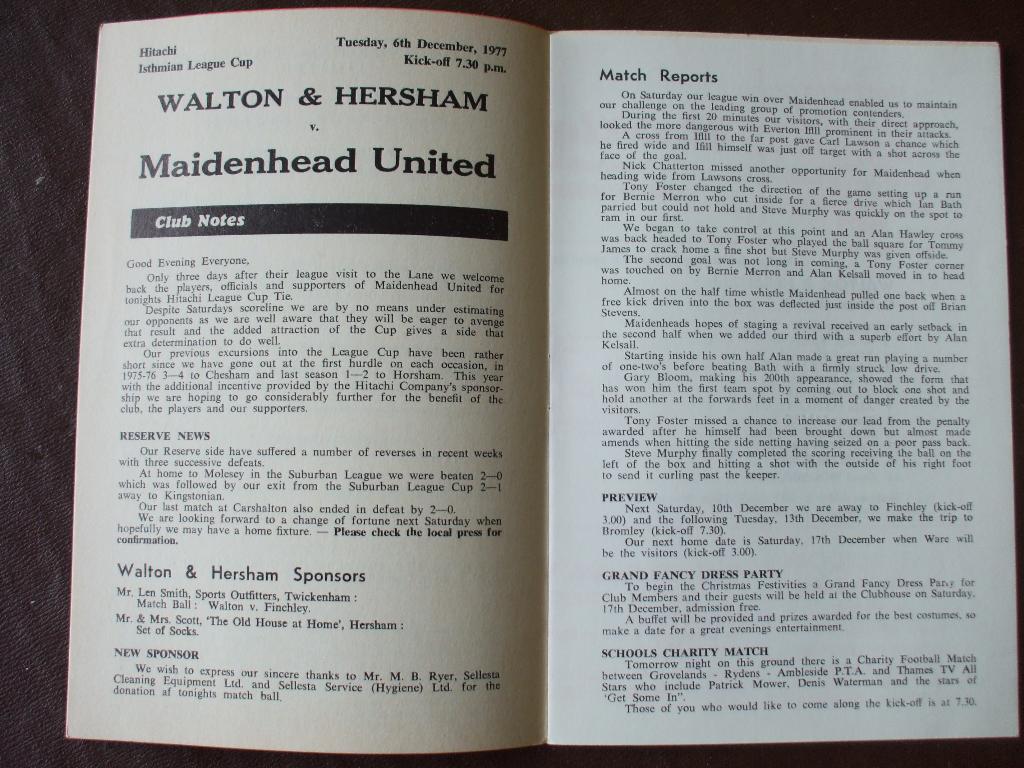 Hitachi
Isthmian League Cup
Tuesday, 6th December, 1977
Kick-off 7.30 p.m.
WALTON & HERSHAM
v.
Maidenhead United
Club Notes
Good Evening Everyone,
Only three days after their league visit to the Lane we welcome
back the players, officials and supporters of Maidenhead United for
tonights Hitachi League Cup Tie.
Despite Saturdays scoreline we are by no means under estimating
our opponents as we are well aware that they will be eager to avenge
that result and the added attraction of the Cup gives a side that
extra determination to do well.
Our previous excursions into the League Cup have been rather
short since we have gone out at the first hurdle on each occasion, in
1975-76 3—4 to Chesham and last season 1—2 to Horsham. This year
with the additional incentive provided by the Hitachi Company's sponsor-
ship we are hoping to go considerably further for the benefit of the
club, the players and our supporters.
RESERVE NEWS
Our Reserve side have suffered a number of reverses in recent weeks
with three successive defeats.
At home to Molesey in the Suburban League we were beaten 2—0
which was followed by our exit from the Suburban League Cup 2—1
away to Kingstonian.
Our last match at Carshalton also ended in defeat by 2—0.
We are looking forward to a change of fortune next Saturday when
hopefully we may have a home fixture. — Please check the local press for
confirmation.
Walton & Hersham Sponsors
Mr. Len Smith, Sports Outfitters, Twickenham :
Match Ball : Walton v. Finchley.
Mr. & Mrs. Scott, 'The Old House at Home', Hersham :
Set of Socks.
NEW SPONSOR
We wish to express our sincere thanks to Mr. M. B. Ryer, Sellesta
Cleaning Equipment Ltd. and Sellesta Service (Hygiene) Ltd. for the
donation af tonights match ball.
Match Reports
On Saturday our league win over Maidenhead enabled us to maintain
our challenge on the leading group of promotion contenders.
During the first 20 minutes our visitors, with their direct approach,
looked the more dangerous with Everton Ifill prominent in their attacks.
A cross from Ifill to the far post gave Carl Lawson a chance which
he fired wide and Ifill himself was just off target with a shot across the
face of the goal.
Nick Chatterton missed another opportunity for Maidenhead when
heading wide from Lawsons cross.
Tony Foster changed the direction of the game setting up a run
for Bernie Merron who cut inside for a fierce drive which Ian Bath
parried but could not hold and Steve Murphy was quickly on the spot to
ram in our first.
We began to take control at this point and an Alan Hawley cross
was back headed to Tony Foster who played the ball square for Tommy
James to crack home a fine shot but Steve Murphy was given offside.
The second goal was not long in coming, a Tony Foster corner
was touched on by Bernie Merron and Alan Kelsall moved in to head
home.
Almost on the half time whistle Maidenhead pulled one back when a
free kick driven into the box was deflected just inside the post off Brian
Stevens.
Maidenheads hopes of staging a revival received an early setback in
the second half when we added our third with a superb effort by Alan
Kelsall.
Starting inside his own half Alan made a great run playing a number
of one-two's before beating Bath with a firmly struck low drive.
Gary Bloom, making his 200th appearance, showed the form that
has won him the first team spot by coming out to block one shot and
hold another at the forwards feet in a moment of danger created by the
visitors.
Tony Foster missed a chance to increase our lead from the penalty
awarded after he himself had been brought down but almost made
amends when hitting the side netting having seized on a poor pass back.
Steve Murphy finally completed the scoring receiving the ball on the
left of the box and hitting a shot with the outside of his right foot
to send it curling past the keeper.
PREVIEW
Next Saturday, 10th December we are away to Finchley (kick-off
3.00) and the following Tuesday, 13th December, we make the trip to
Bromley (kick-off 7.30).
Our next home date is Saturday, 17th December when Ware will
be the visitors (kick-off 3.00).
GRAND FANCY DRESS PARTY
To begin the Christmas Festivities a Grand Fancy Dress Party for
Club Members and their guests will be held at the Clubhouse on Saturday,
17th December, admission free.
A buffet will be provided and prizes awarded for the best costumes, so
make a date for a great evenings entertainment.
SCHOOLS CHARITY MATCH
Tomorrow night on this ground there is a Charity Football Match
between Grovelands - Rydens - Ambleside P.T.A. and Thames TV All
Stars who include Patrick Mower, Denis Waterman and the stars of
'Get Some In".
Those of you who would like to come along the kick-off is at 7.30.